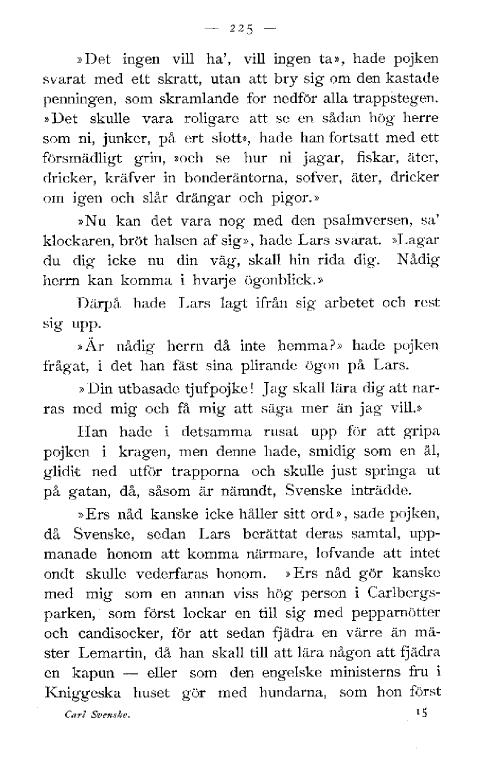 — 225 —
»Det ingen vill ha', vill ingen ta», hade pojken
svarat med ett skratt, utan att bry sig om den kastade
penningen, som skramlande for nedför alla trappstegen.
»Det skulle vara roligare att se en sådan hög herre
som ni, junker, på ert slott», hade han fortsatt med ett
försmädligt grin, »och se hur ni jagar, fiskar, äter,
dricker, kräfver in bonderäntorna, sofver, äter, dricker
om igen och slår drängar och pigor.»
»Nu kan det vara nog med den psalmversen, sa'
klockaren, bröt halsen af sig», hade Lars svarat. »Lagar
du dig icke nu din väg, skall hin rida dig. Nådig
herrn kan komma i hvarje ögonblick.»
Därpå hade Lars lagt ifrån sig arbetet och rest
sig upp.
»Är nådig herrn då inte hemma?» hade pojken
frågat, i det han fäst sina plirande ögon på Lars.
»Din utbasade tjufpojke! Jag skall lära dig att nar-
ras med mig och få mig att säga mer än jag vill.»
Han hade i detsamma rusat upp för att gripa
pojken i kragen, men denne hade, smidig som en ål,
glidit ned utför trapporna och skulle just springa ut
på gatan, då, såsom är nämndt, Svenske inträdde.
»Ers nåd kanske icke håller sitt ord», sade pojken,
då Svenske, sedan Lars berättat deras samtal, upp-
manade honom att komma närmare, lofvande att intet
ondt skulle vederfaras honom. »Ers nåd gör kanske
med mig som en annan viss hög person i Carlbergs-
parken, som först lockar en till sig med pepparnötter
och candisocker, för att sedan fjädra en värre än mä-
ster Lemartin, då han skall till att lära någon att fjädra
en kapun — eller som den engelske ministerns fru i
Kniggeska huset gör med hundarna, som hon först
Carl Svenske. 15